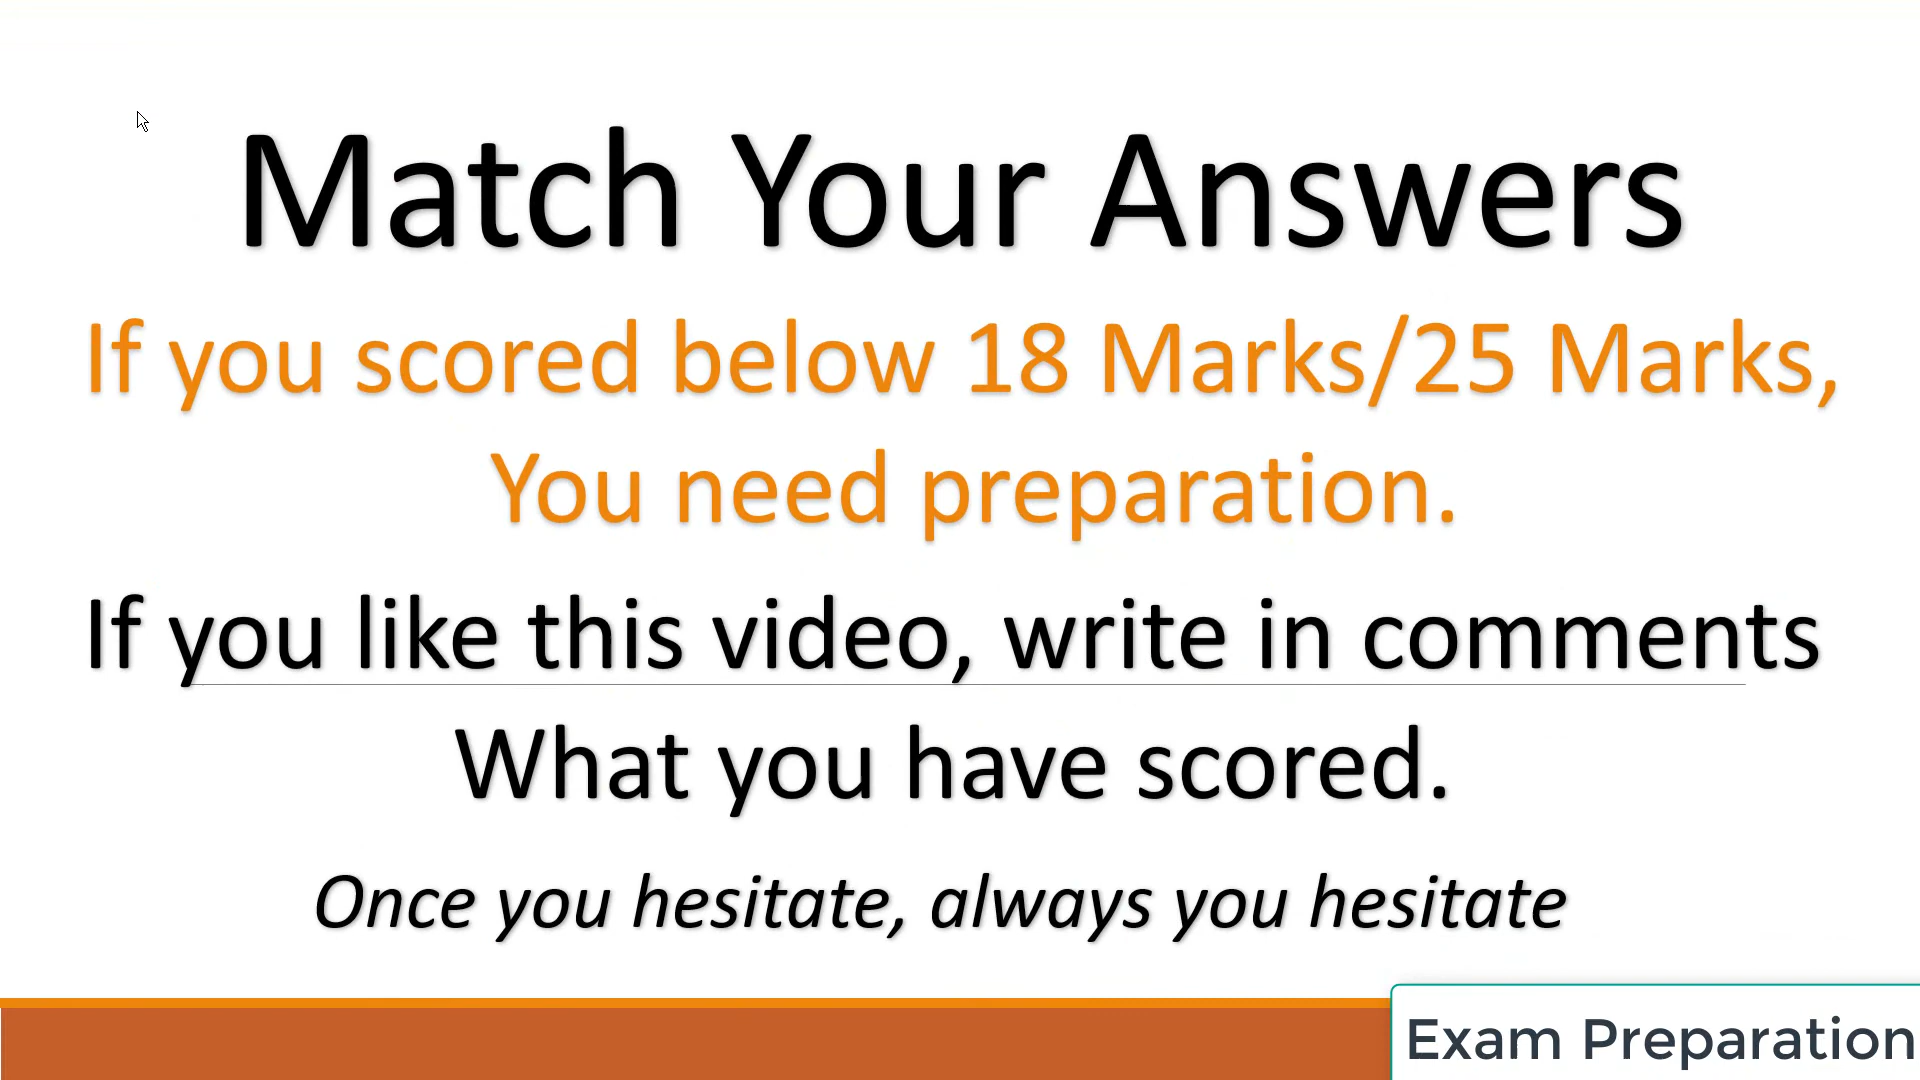 Match Your Answers
If you scored below 18 Marks/25 Marks,
You need preparation.
If you like this video, write in comments
What you have scored.
Once you hesitate, always you hesitate
Exam Preparation